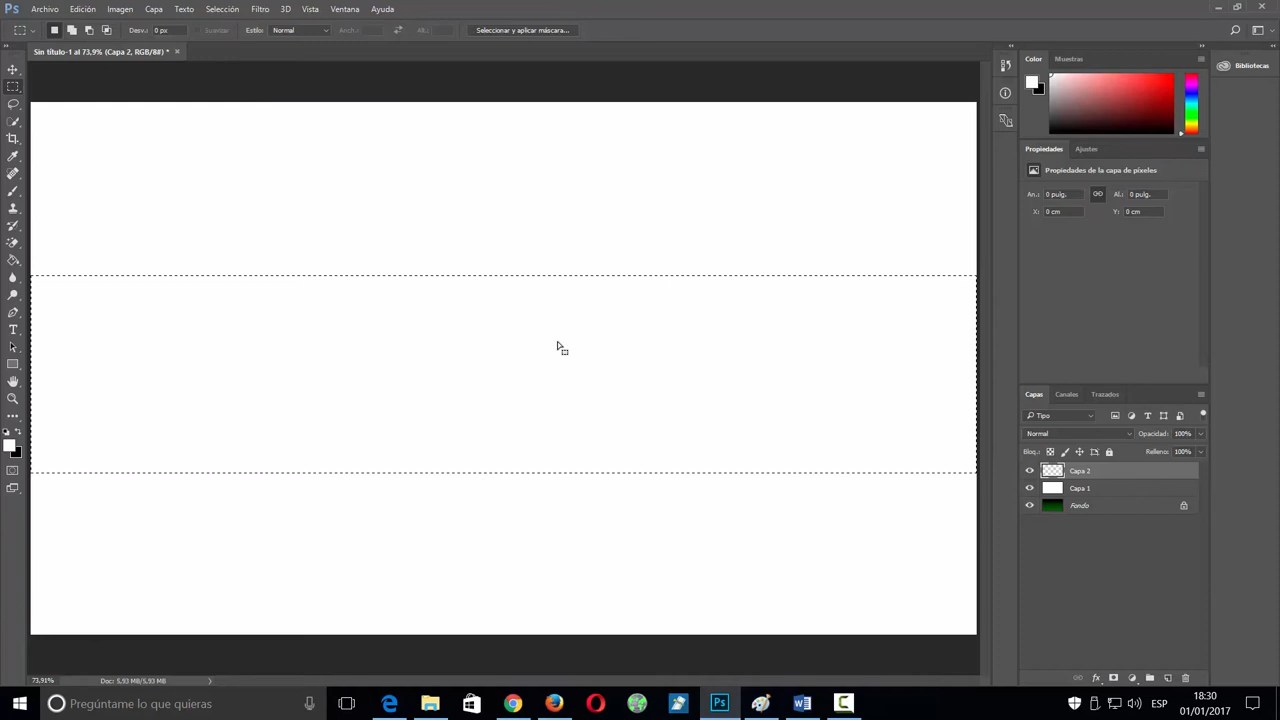 Ps Archivo Edición Imagen Capa Texto Selección Filtro 3D Vista Ventana Ayuda
Desv.: 0 px Suavizar Estilo: Normal Anch.: Alt.: Seleccionar y aplicar máscara...
Sin título-1 al 73,9% (Capa 2, RGB/8#) *
Color Muestras
Bibliotecas
Propiedades Ajustes
Propiedades de la capa de píxeles
An.: 0 pulg. Al.: 0 pulg.
X: 0 cm Y: 0 cm
Capas Canales Trazados
Tipo
Normal Opacidad: 100%
Bloq.: Relleno: 100%
Capa 2
Capa 1
Fondo
73,91% Doc: 5,93 MB/5,93 MB
Pregúntame lo que quieras
ESP
18:30
01/01/2017